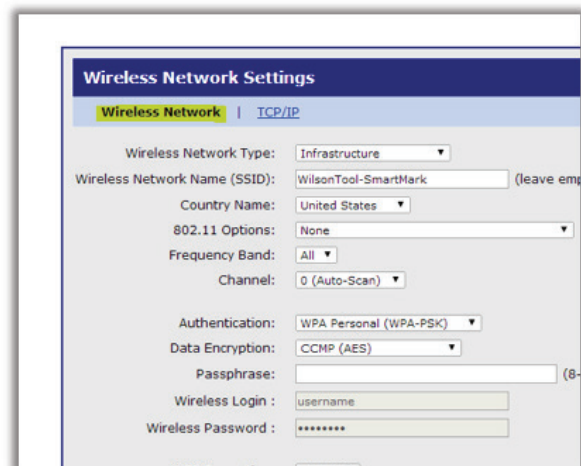 Wireless Network Settings
Wireless Network | TCP/IP
Wireless Network Type: Infrastructure
Wireless Network Name (SSID): WilsonTool-SmartMark (leave emp
Country Name: United States
802.11 Options: None
Frequency Band: All
Channel: 0 (Auto-Scan)
Authentication: WPA Personal (WPA-PSK)
Data Encryption: CCMP (AES)
Passphrase: (8-
Wireless Login : username
Wireless Password : ••••••••